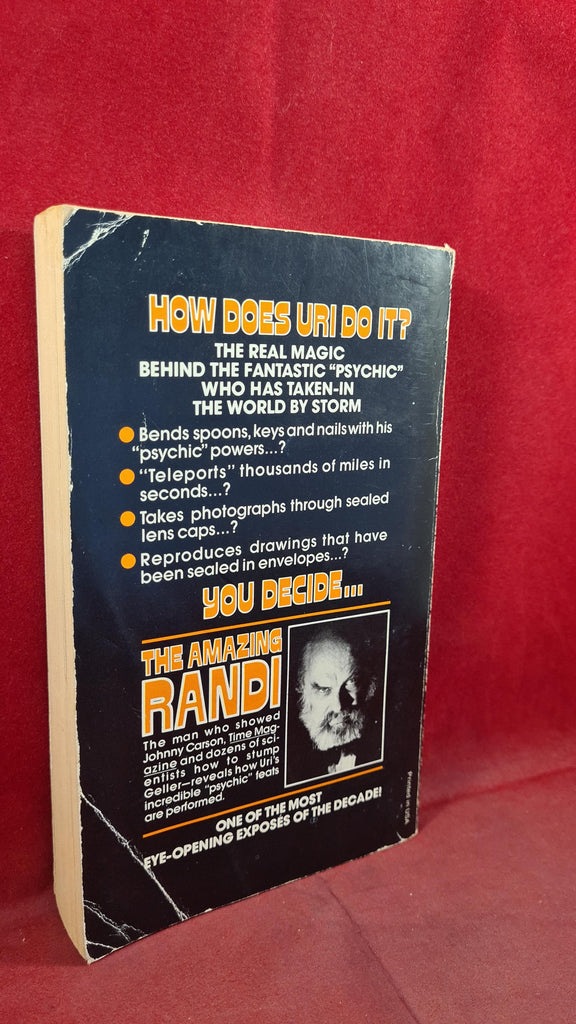 HOW DOES URI DO IT?
THE REAL MAGIC
BEHIND THE FANTASTIC "PSYCHIC"
WHO HAS TAKEN-IN
THE WORLD BY STORM
● Bends spoons, keys and nails with his
"psychic" powers...?
● "Teleports" thousands of miles in
seconds...?
● Takes photographs through sealed
lens caps...?
● Reproduces drawings that have
been sealed in envelopes...?
YOU DECIDE...
THE AMAZING
RANDI
The man who showed
Johnny Carson, Time Mag-
azine and dozens of sci-
entists how to stump
Geller—reveals how Uri's
incredible "psychic" feats
are performed.
ONE OF THE MOST
EYE-OPENING EXPOSÉS OF THE DECADE!
Printed in USA